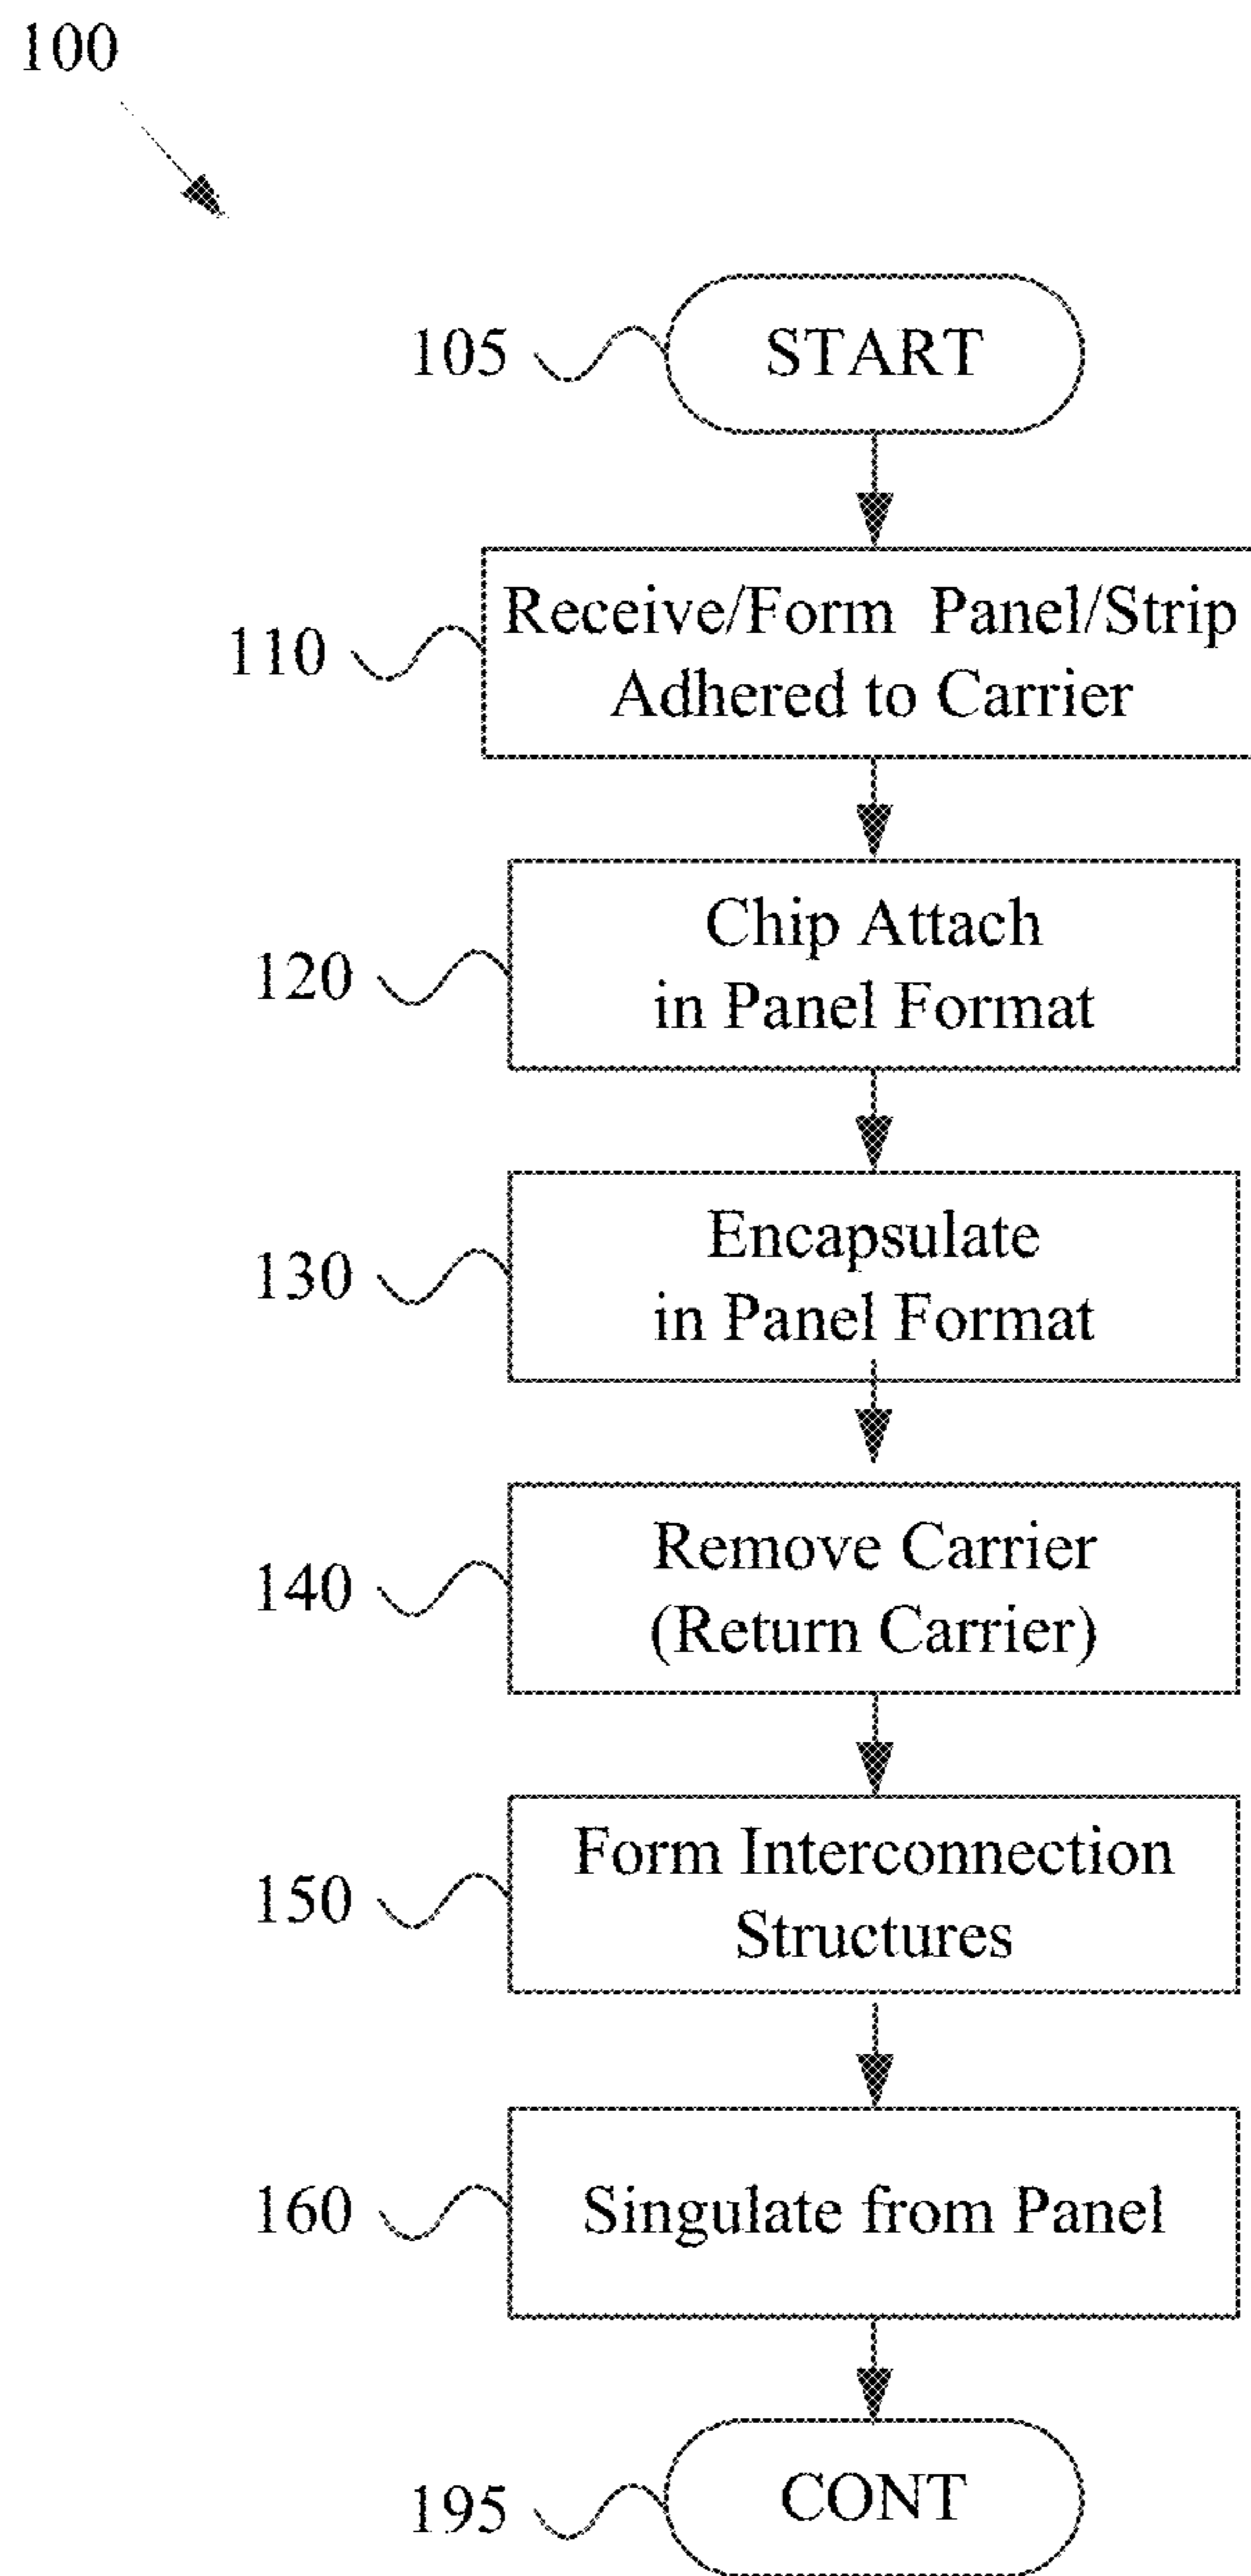 100
105 START
110 Receive/Form Panel/Strip
Adhered to Carrier
120 Chip Attach
in Panel Format
130 Encapsulate
in Panel Format
140 Remove Carrier
(Return Carrier)
150 Form Interconnection
Structures
160 Singulate from Panel
195 CONT